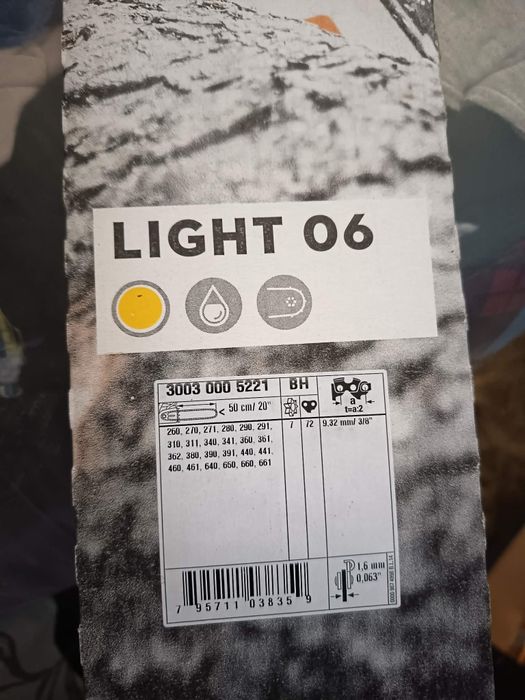 LIGHT 06
3003 000 5221 BH
< 50 cm/ 20" a t=a:2
260, 270, 271, 280, 290, 291, 7 72 9,32 mm/ 3/8"
310, 311, 340, 341, 360, 361,
362, 380, 390, 391, 440, 441,
460, 461, 640, 650, 660, 661
1,6 mm
0,063"
7 95711 03835 9